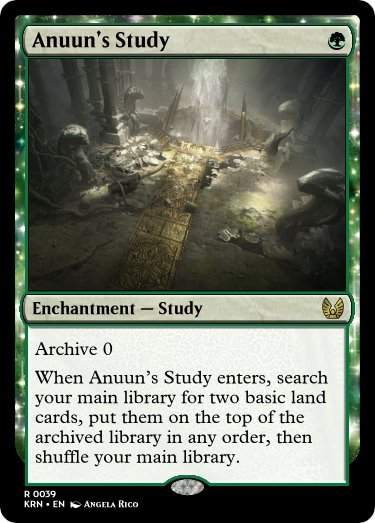 Anuun's Study
Enchantment — Study
Archive 0
When Anuun's Study enters, search
your main library for two basic land
cards, put them on the top of the
archived library in any order, then
shuffle your main library.
R 0039
KRN • EN Angela Rico